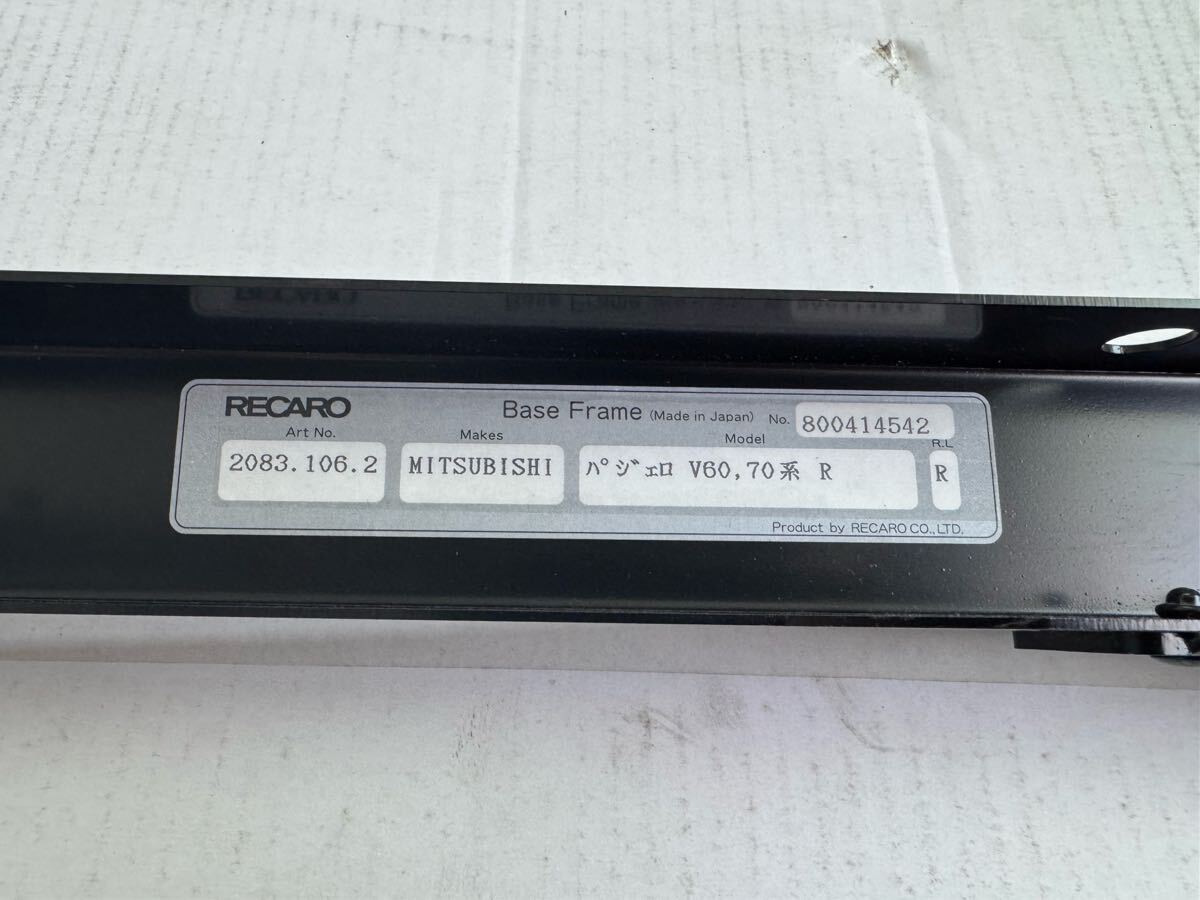 RECARO Base Frame (Made in Japan) No. 800414542
Art No. Makes Model R.L
2083.106.2 MITSUBISHI ﾊﾟｼﾞｪﾛ V60,70系 R R
Product by RECARO CO.,LTD.